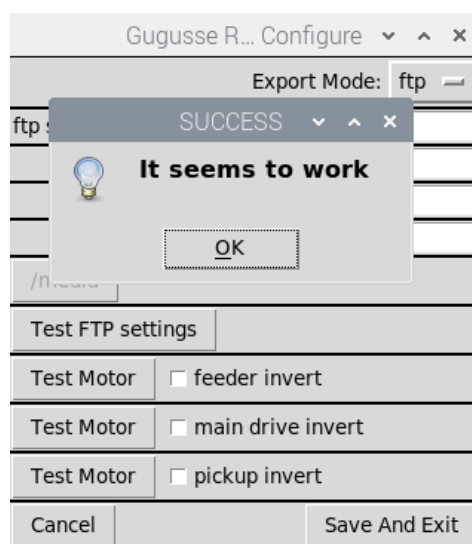 Gugusse R... Configure
Export Mode: ftp
ftp
SUCCESS
It seems to work
OK
/media
Test FTP settings
Test Motor feeder invert
Test Motor main drive invert
Test Motor pickup invert
Cancel Save And Exit